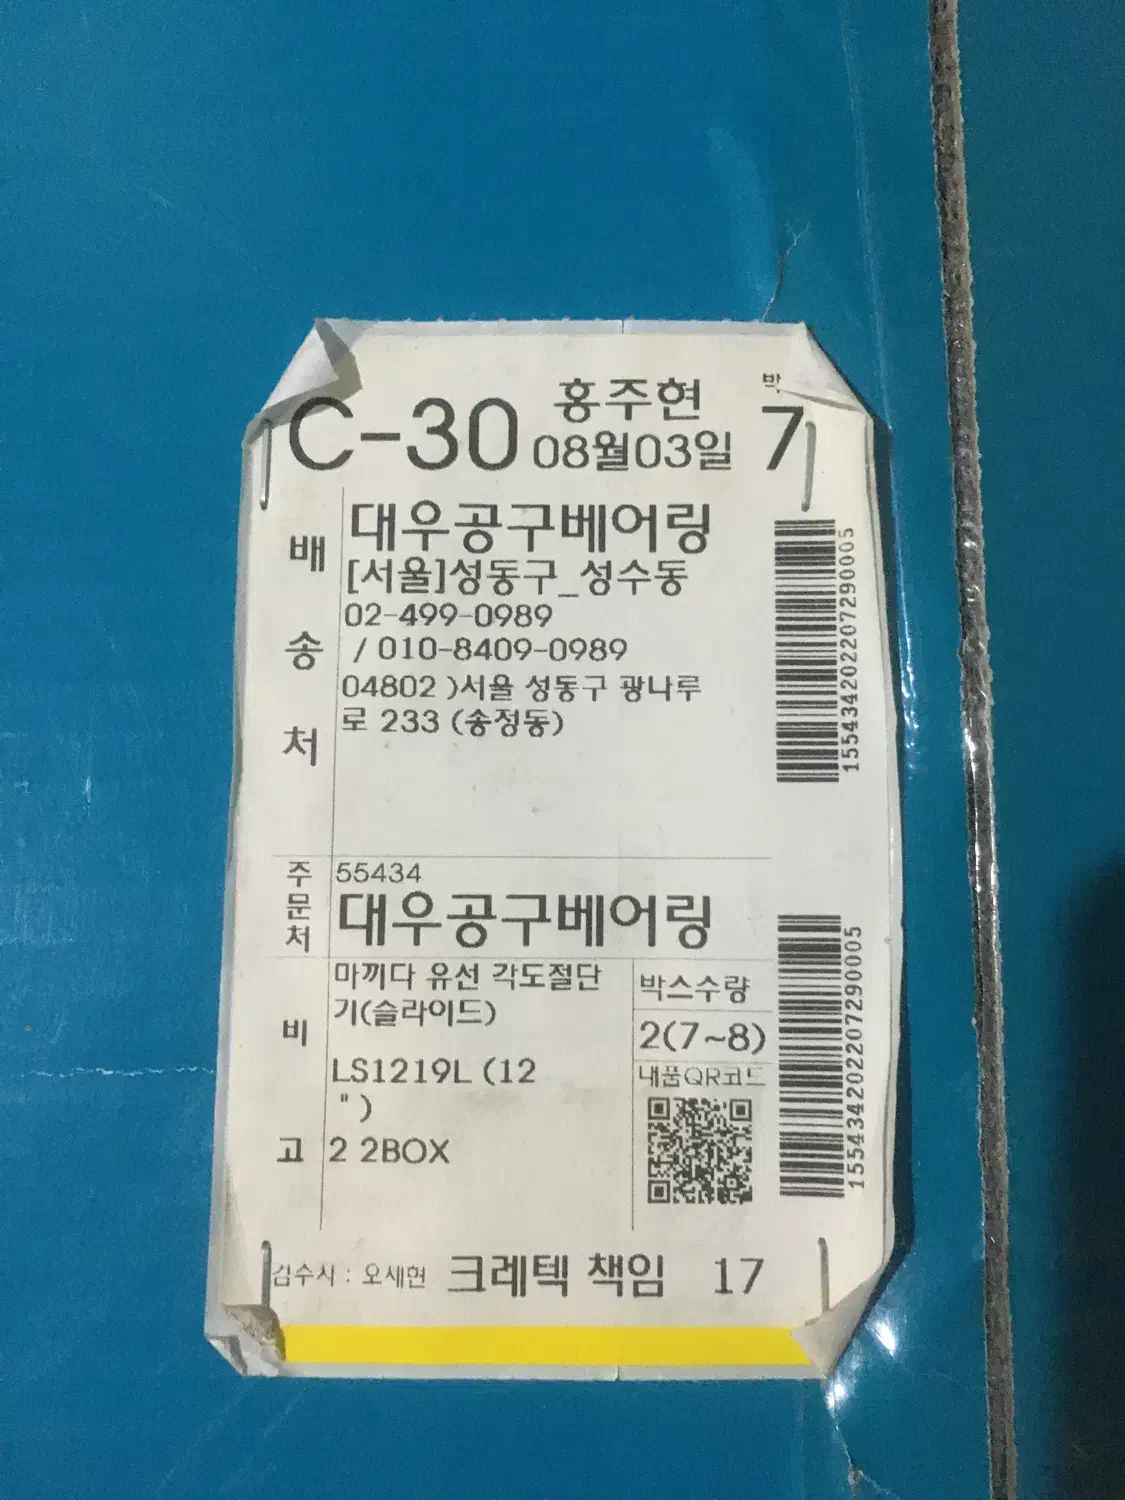 C-30
홍주현
08월03일
박
7
배송처
대우공구베어링
[서울]성동구_성수동
02-499-0989
/ 010-8409-0989
04802 )서울 성동구 광나루
로 233 (송정동)
155434202207290005
주문처
55434
대우공구베어링
비고
마끼다 유선 각도절단
기(슬라이드)
LS1219L (12
" )
2 2BOX
박스수량
2(7~8)
내품QR코드
155434202207290005
검수시 : 오세현
크레텍 책임
17